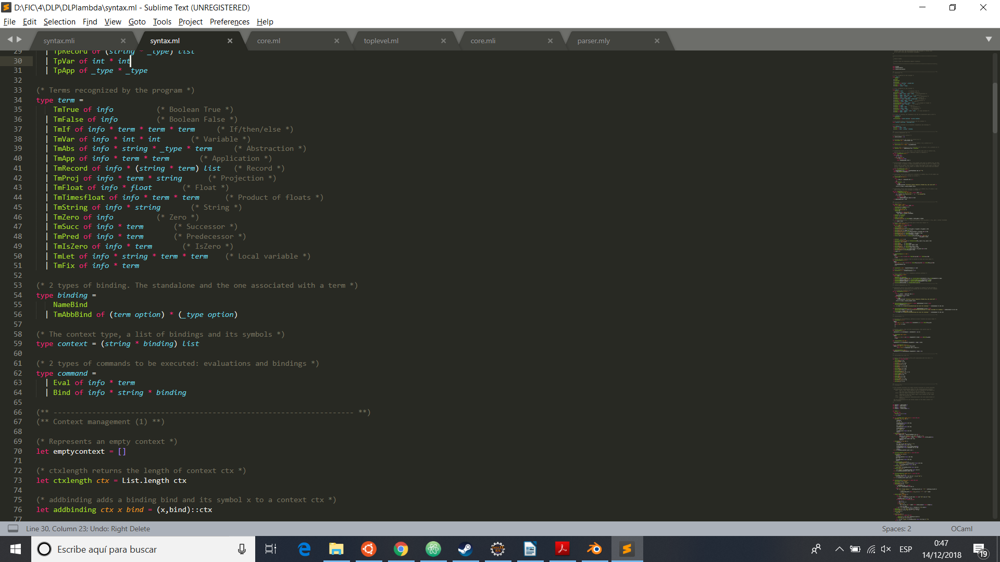 D:\FIC\4\DLP\DLPlambda\syntax.ml - Sublime Text (UNREGISTERED)
File Edit Selection Find View Goto Tools Project Preferences Help
syntax.mli × syntax.ml × core.ml × toplevel.ml × core.mli × parser.mly ×
29 | TpRecord of (string * _type) list
30 | TpVar of int * int
31 | TpApp of _type * _type
32
33 (* Terms recognized by the program *)
34 type term =
35 TmTrue of info (* Boolean True *)
36 | TmFalse of info (* Boolean False *)
37 | TmIf of info * term * term * term (* If/then/else *)
38 | TmVar of info * int * int (* Variable *)
39 | TmAbs of info * string * _type * term (* Abstraction *)
40 | TmApp of info * term * term (* Application *)
41 | TmRecord of info * (string * term) list (* Record *)
42 | TmProj of info * term * string (* Projection *)
43 | TmFloat of info * float (* Float *)
44 | TmTimesfloat of info * term * term (* Product of floats *)
45 | TmString of info * string (* String *)
46 | TmZero of info (* Zero *)
47 | TmSucc of info * term (* Successor *)
48 | TmPred of info * term (* Predecessor *)
49 | TmIsZero of info * term (* IsZero *)
50 | TmLet of info * string * term * term (* Local variable *)
51 | TmFix of info * term
52
53 (* 2 types of binding. The standalone and the one associated with a term *)
54 type binding =
55 NameBind
56 | TmAbbBind of (term option) * (_type option)
57
58 (* The context type, a list of bindings and its symbols *)
59 type context = (string * binding) list
60
61 (* 2 types of commands to be executed: evaluations and bindings *)
62 type command =
63 | Eval of info * term
64 | Bind of info * string * binding
65
66 (** ---------------------------------------------------------------------- **)
67 (** Context management (1) **)
68
69 (* Represents an empty context *)
70 let emptycontext = []
71
72 (* ctxlength returns the length of context ctx *)
73 let ctxlength ctx = List.length ctx
74
75 (* addbinding adds a binding bind and its symbol x to a context ctx *)
76 let addbinding ctx x bind = (x,bind)::ctx
77
Line 30, Column 23; Undo: Right Delete Spaces: 2 OCaml
Escribe aquí para buscar
ESP
0:47
14/12/2018
19